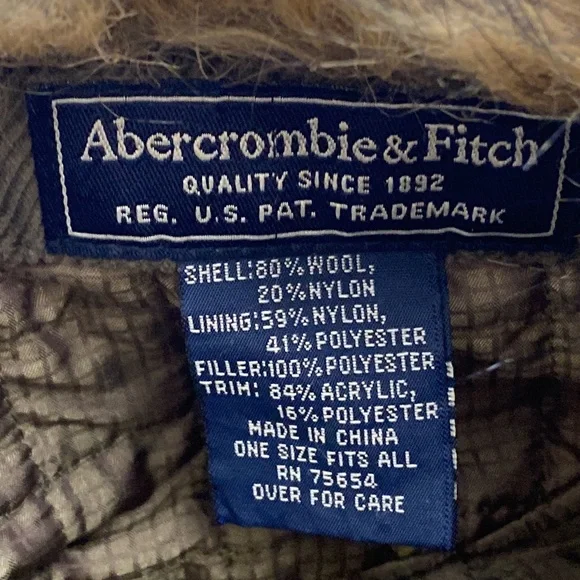 Abercrombie & Fitch
QUALITY SINCE 1892
REG. U.S. PAT. TRADEMARK
SHELL:80% WOOL,
20% NYLON
LINING:59% NYLON,
41% POLYESTER
FILLER:100% POLYESTER
TRIM: 84% ACRYLIC,
16% POLYESTER
MADE IN CHINA
ONE SIZE FITS ALL
RN 75654
OVER FOR CARE